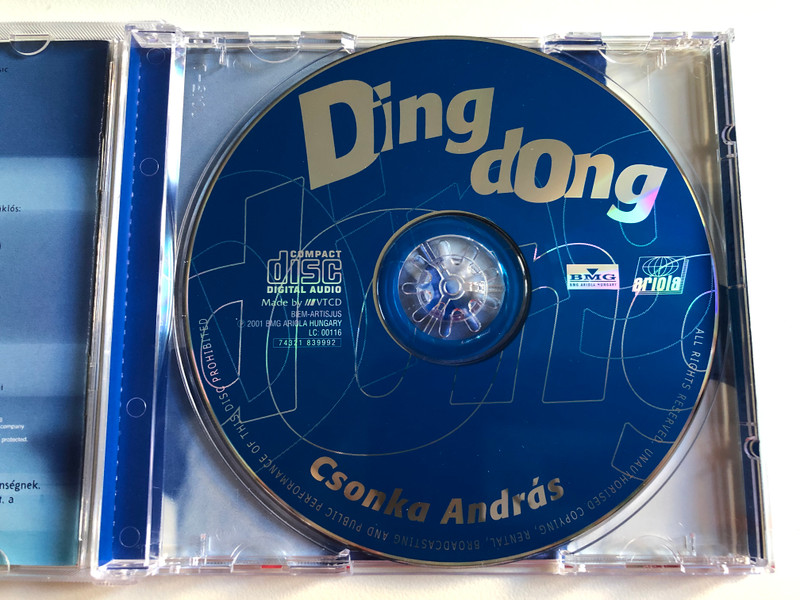 Ding
dong
COMPACT
disc
DIGITAL AUDIO
Made by VTCD
BIEM-ARTISJUS
℗ 2001 BMG ARIOLA HUNGARY
LC: 00116
74321 839992
BMG
BMG ARIOLA HUNGARY
ariola
Csonka András
ALL RIGHTS RESERVED. UNAUTHORISED COPYING, RENTAL, BROADCASTING AND PUBLIC PERFORMANCE OF THIS DISC PROHIBITED
company.
protected.